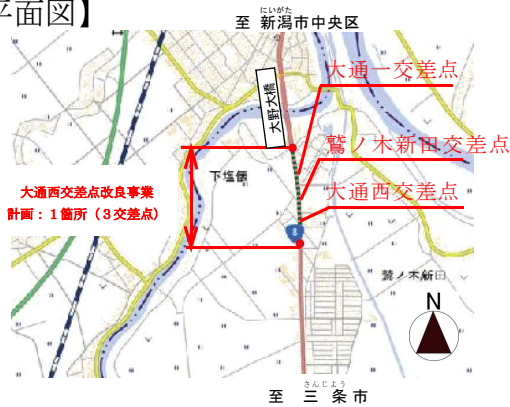 平面図】
にいがた
至 新潟市中央区
大野大橋
大通一交差点
鷲ノ木新田交差点
大通西交差点
下塩俵
大通西交差点改良事業
計画：１箇所（３交差点）
8
鷲ノ木新田
N
さんじょう
至 三条市